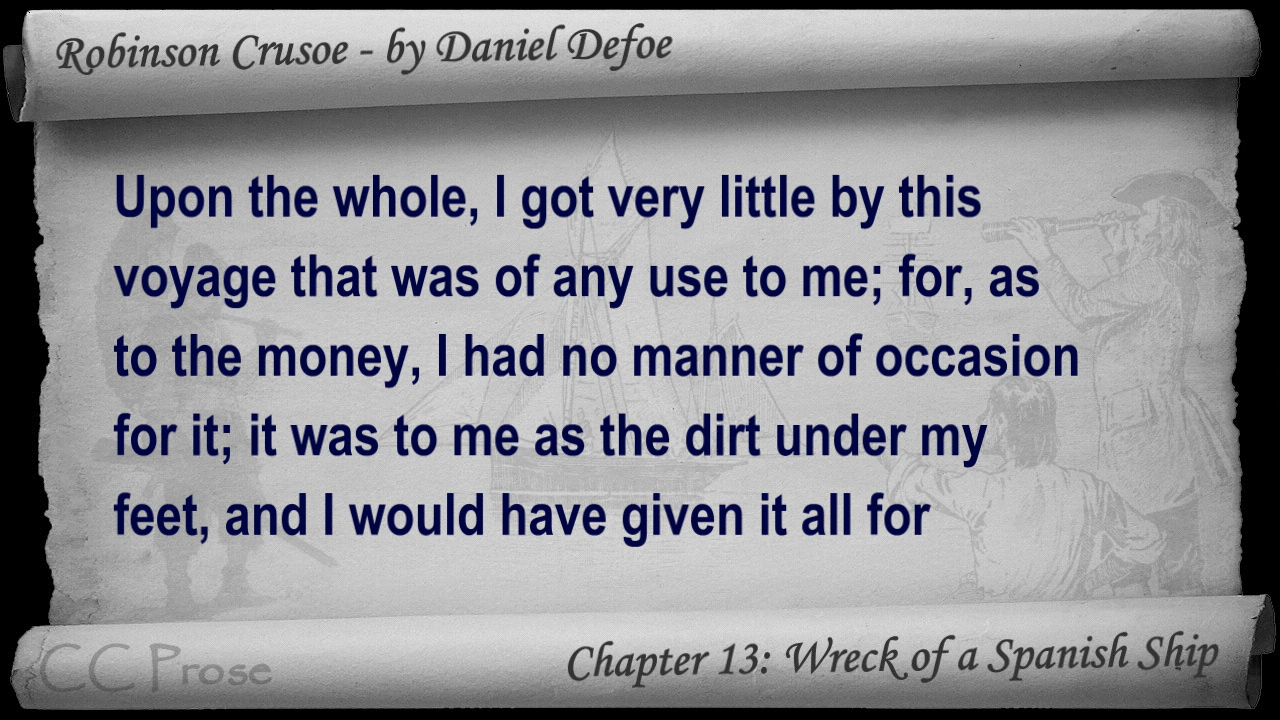 Robinson Crusoe - by Daniel Defoe
Upon the whole, I got very little by this
voyage that was of any use to me; for, as
to the money, I had no manner of occasion
for it; it was to me as the dirt under my
feet, and I would have given it all for
CC Prose
Chapter 13: Wreck of a Spanish Ship